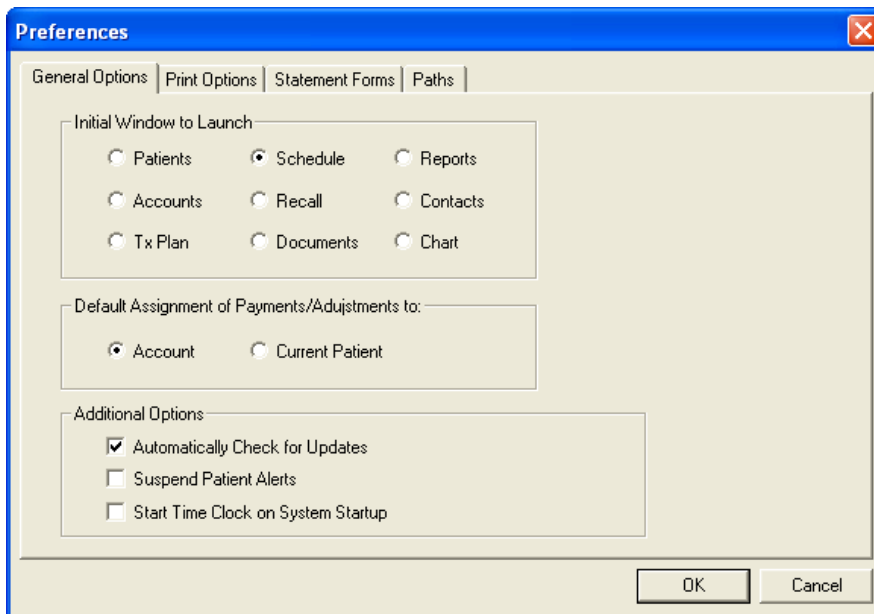 Preferences
General Options Print Options Statement Forms Paths
Initial Window to Launch
Patients Schedule Reports
Accounts Recall Contacts
Tx Plan Documents Chart
Default Assignment of Payments/Adujstments to:
Account Current Patient
Additional Options
Automatically Check for Updates
Suspend Patient Alerts
Start Time Clock on System Startup
OK Cancel